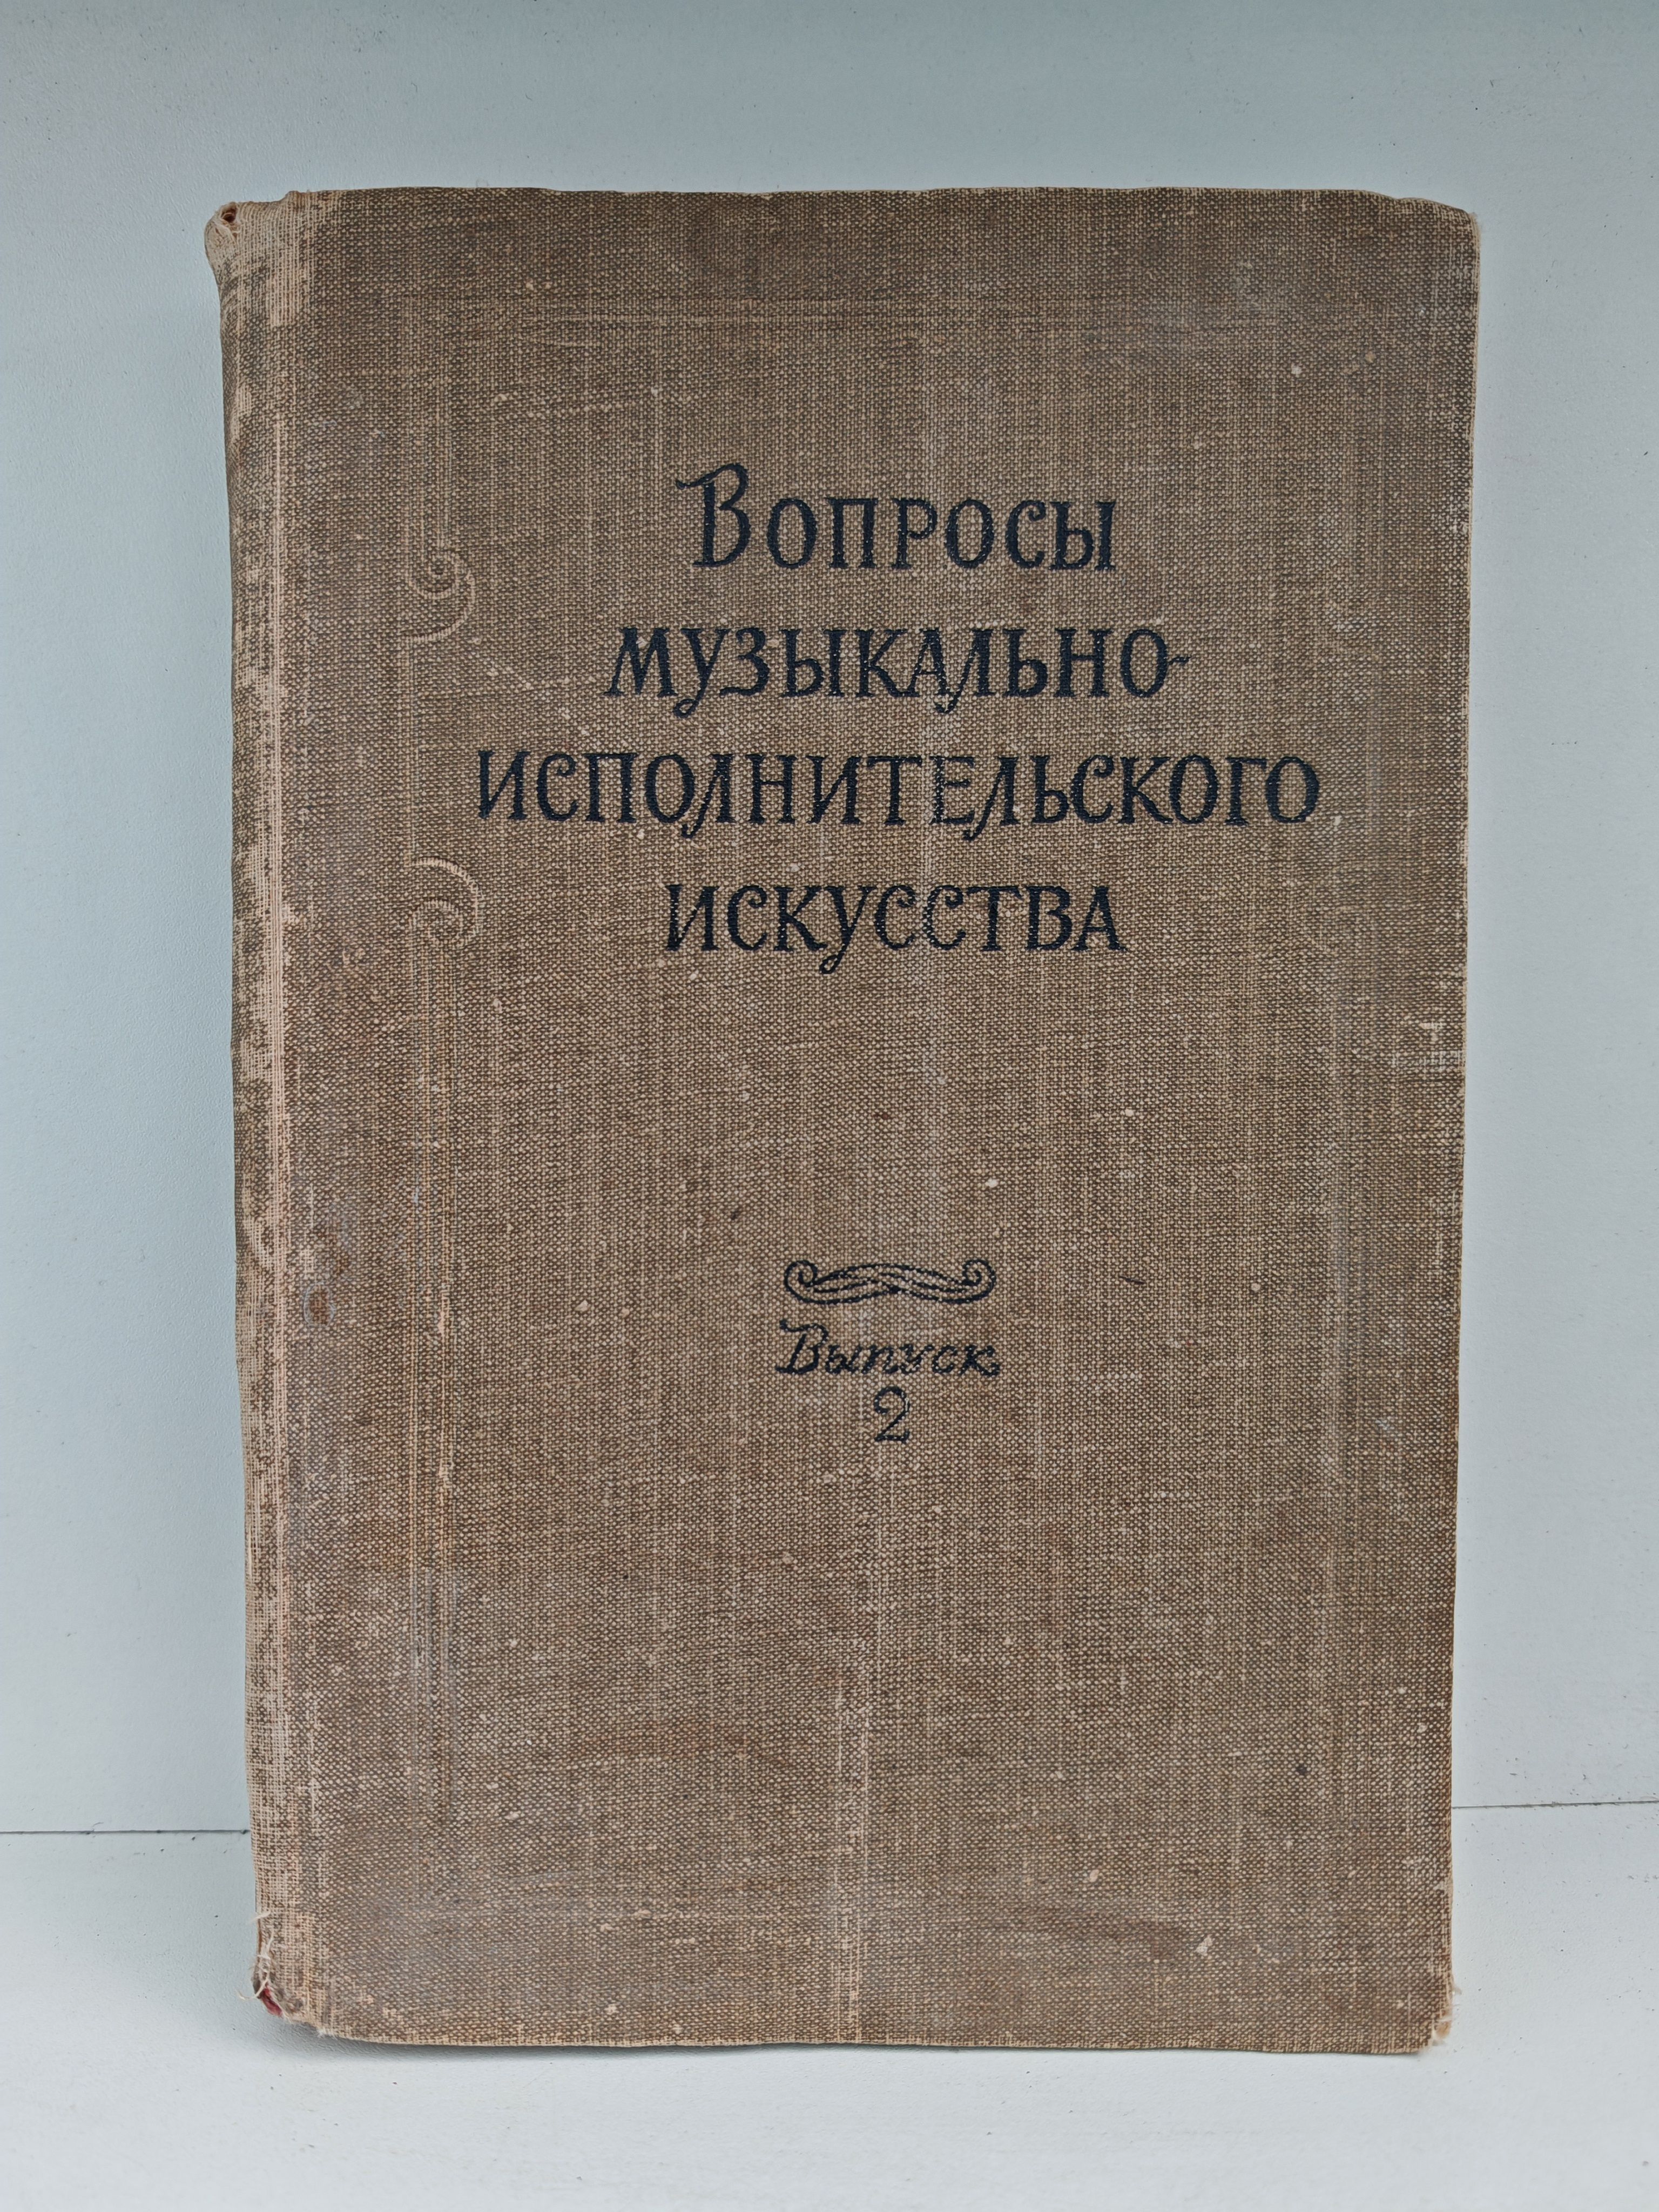 Вопросы
музыкально-
исполнительского
искусства
Выпуск
2